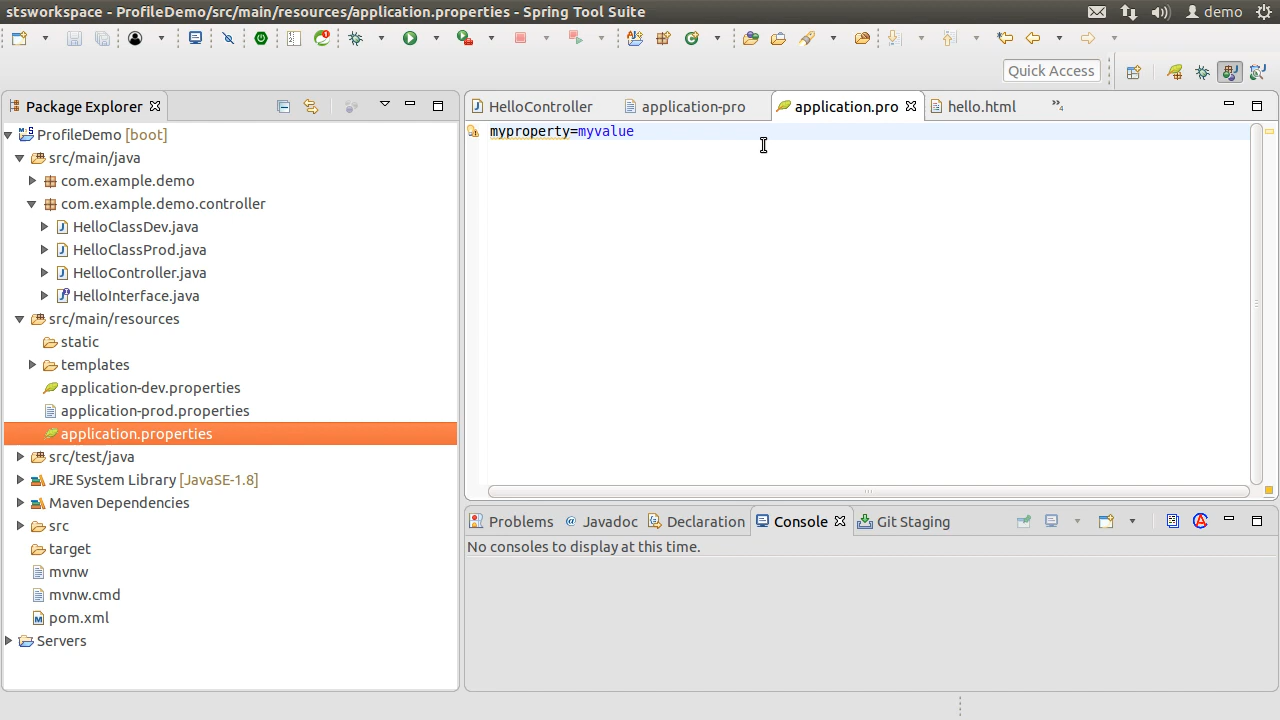 stsworkspace - ProfileDemo/src/main/resources/application.properties - Spring Tool Suite
demo
Quick Access
Package Explorer
ProfileDemo [boot]
src/main/java
com.example.demo
com.example.demo.controller
HelloClassDev.java
HelloClassProd.java
HelloController.java
HelloInterface.java
src/main/resources
static
templates
application-dev.properties
application-prod.properties
application.properties
src/test/java
JRE System Library [JavaSE-1.8]
Maven Dependencies
src
target
mvnw
mvnw.cmd
pom.xml
Servers
HelloController
application-pro
application.pro
hello.html
»4
myproperty=myvalue
Problems
Javadoc
Declaration
Console
Git Staging
No consoles to display at this time.